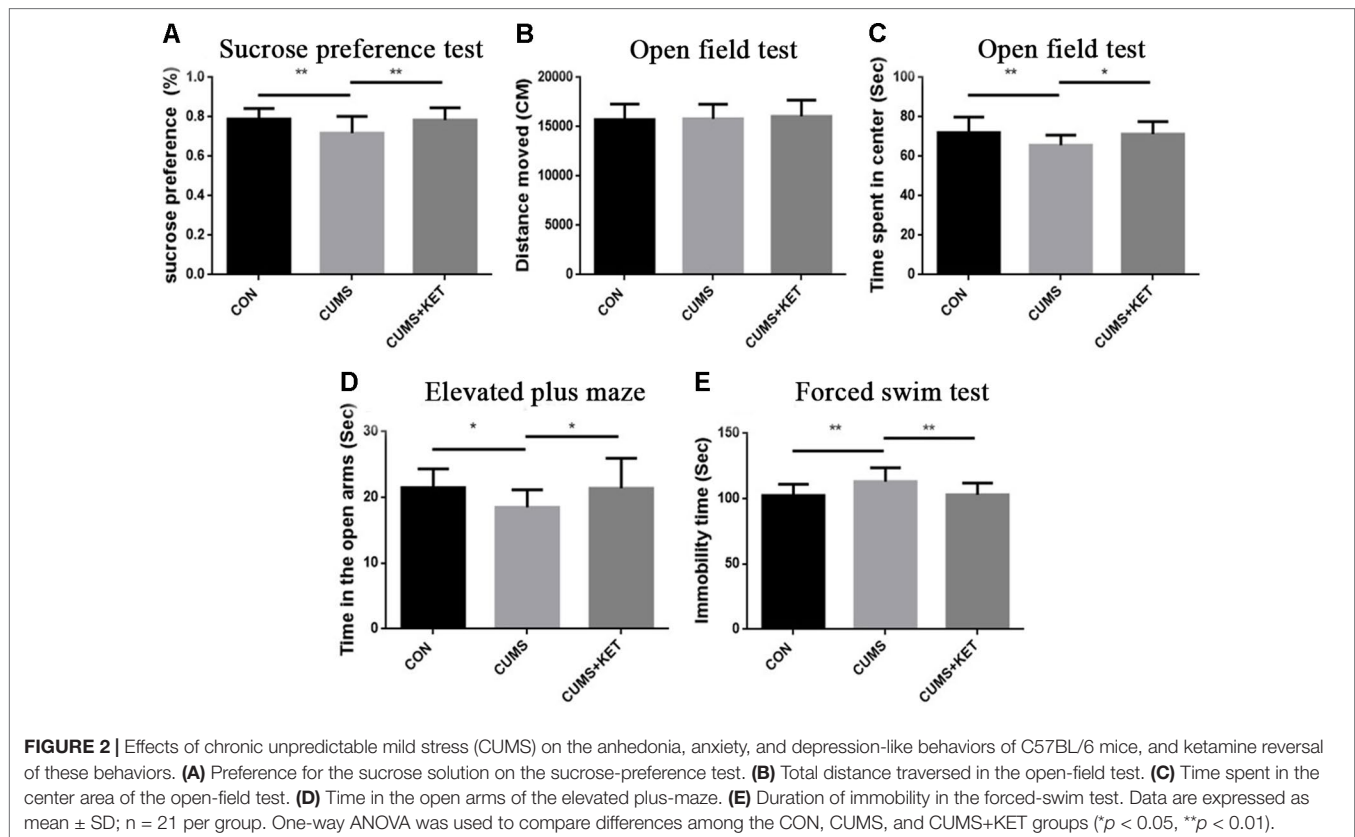 A
Sucrose preference test
sucrose preference (%)
1.0
0.8
0.6
0.4
0.2
0.0
**
**
CON
CUMS
CUMS+KET
B
Open field test
Distance moved (CM)
20000
15000
10000
5000
0
CON
CUMS
CUMS+KET
C
Open field test
Time spent in center (Sec)
100
80
60
40
20
0
**
*
CON
CUMS
CUMS+KET
D
Elevated plus maze
Time in the open arms (Sec)
30
20
10
0
*
*
CON
CUMS
CUMS+KET
E
Forced swim test
Immobility time (Sec)
150
100
50
0
**
**
CON
CUMS
CUMS+KET
FIGURE 2 | Effects of chronic unpredictable mild stress (CUMS) on the anhedonia, anxiety, and depression-like behaviors of C57BL/6 mice, and ketamine reversal
of these behaviors. (A) Preference for the sucrose solution on the sucrose-preference test. (B) Total distance traversed in the open-field test. (C) Time spent in the
center area of the open-field test. (D) Time in the open arms of the elevated plus-maze. (E) Duration of immobility in the forced-swim test. Data are expressed as
mean ± SD; n = 21 per group. One-way ANOVA was used to compare differences among the CON, CUMS, and CUMS+KET groups (*p < 0.05, **p < 0.01).